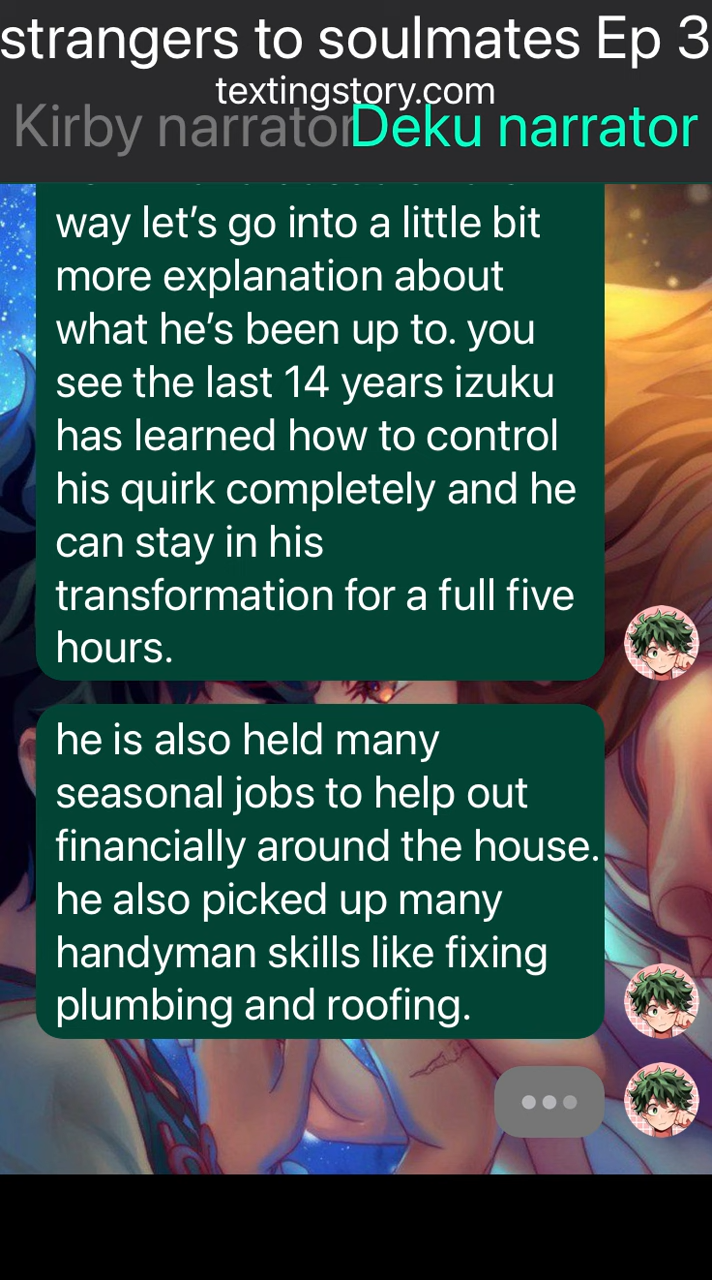 strangers to soulmates Ep 3
textingstory.com
Kirby narrator Deku narrator
way let's go into a little bit
more explanation about
what he's been up to. you
see the last 14 years izuku
has learned how to control
his quirk completely and he
can stay in his
transformation for a full five
hours.
he is also held many
seasonal jobs to help out
financially around the house.
he also picked up many
handyman skills like fixing
plumbing and roofing.